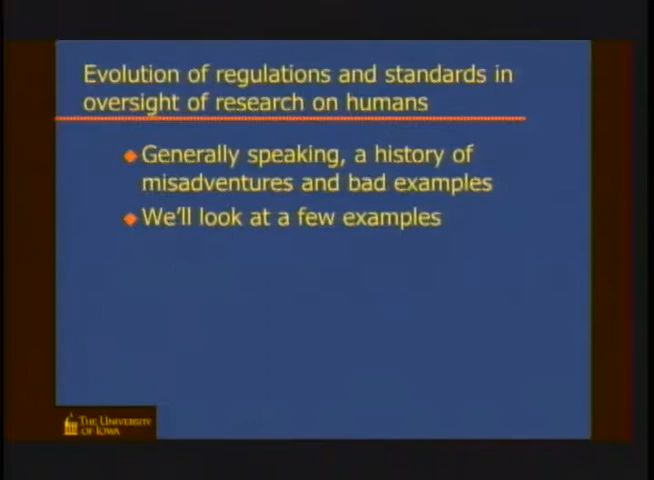 Evolution of regulations and standards in
oversight of research on humans
Generally speaking, a history of
misadventures and bad examples
We'll look at a few examples
THE UNIVERSITY
OF IOWA